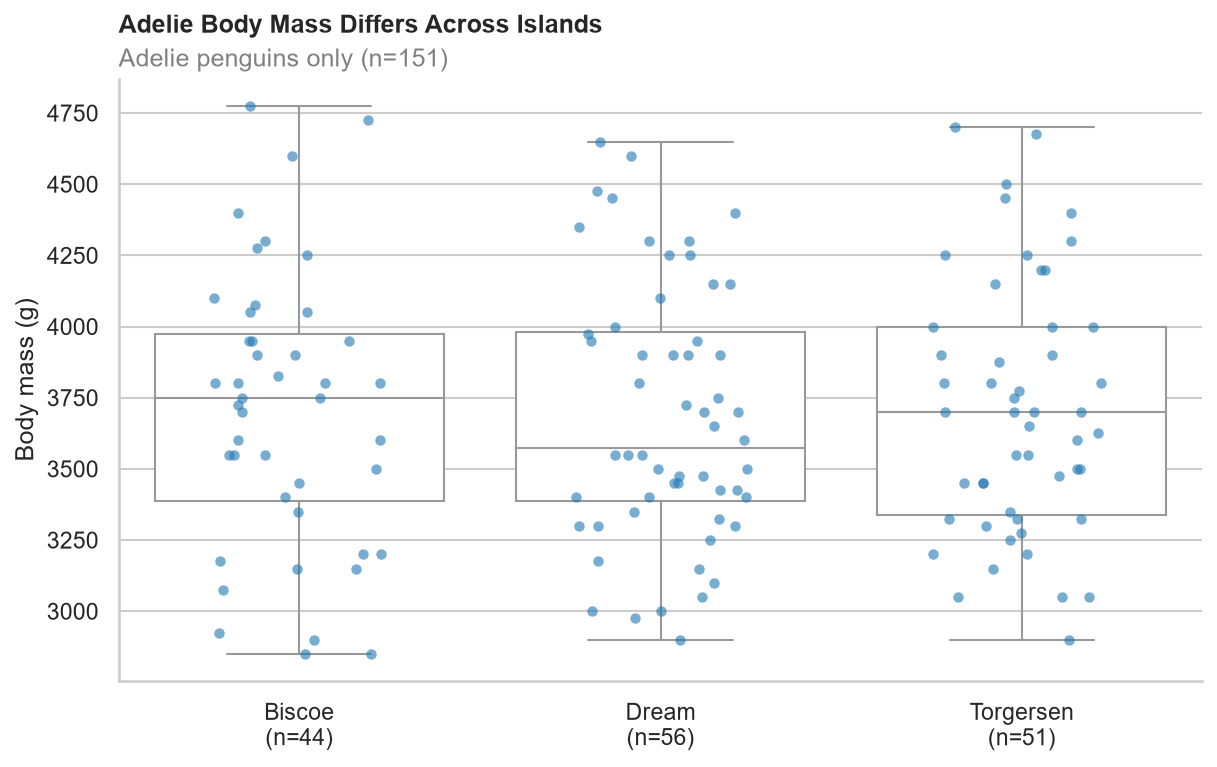 Adelie Body Mass Differs Across Islands
Adelie penguins only (n=151)
Body mass (g)
4750
4500
4250
4000
3750
3500
3250
3000
Biscoe
(n=44)
Dream
(n=56)
Torgersen
(n=51)